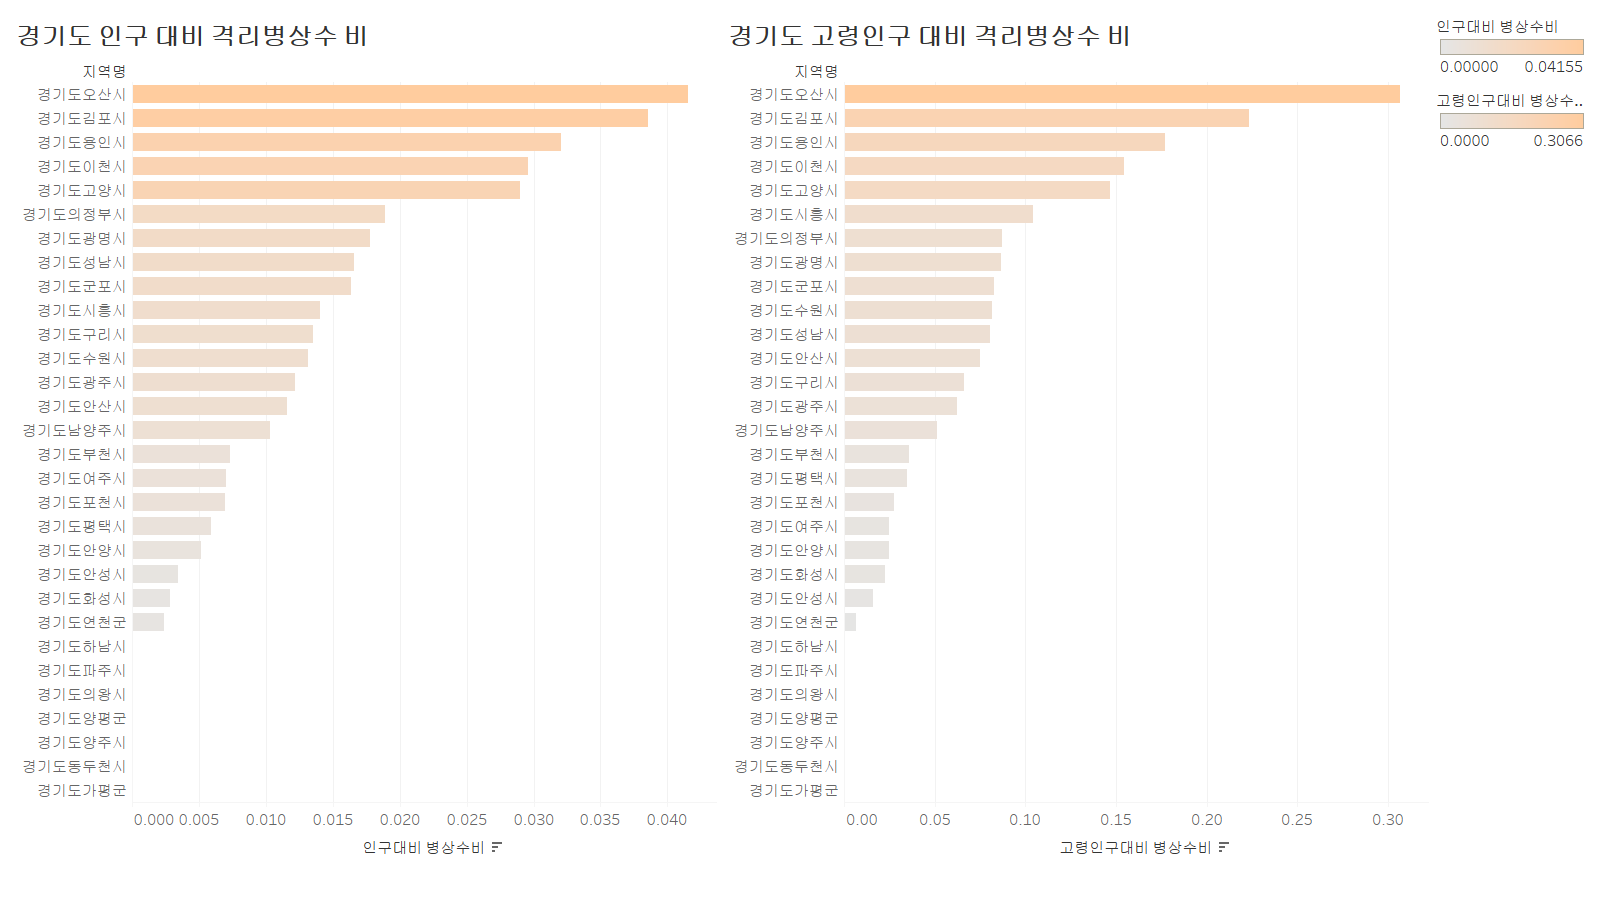 경기도 인구 대비 격리병상수 비
지역명
경기도오산시
경기도김포시
경기도용인시
경기도이천시
경기도고양시
경기도의정부시
경기도광명시
경기도성남시
경기도군포시
경기도시흥시
경기도구리시
경기도수원시
경기도광주시
경기도안산시
경기도남양주시
경기도부천시
경기도여주시
경기도포천시
경기도평택시
경기도안양시
경기도안성시
경기도화성시
경기도연천군
경기도하남시
경기도파주시
경기도의왕시
경기도양평군
경기도양주시
경기도동두천시
경기도가평군
0.000 0.005 0.010 0.015 0.020 0.025 0.030 0.035 0.040
인구대비 병상수비
경기도 고령인구 대비 격리병상수 비
지역명
경기도오산시
경기도김포시
경기도용인시
경기도이천시
경기도고양시
경기도시흥시
경기도의정부시
경기도광명시
경기도군포시
경기도수원시
경기도성남시
경기도안산시
경기도구리시
경기도광주시
경기도남양주시
경기도부천시
경기도평택시
경기도포천시
경기도여주시
경기도안양시
경기도화성시
경기도안성시
경기도연천군
경기도하남시
경기도파주시
경기도의왕시
경기도양평군
경기도양주시
경기도동두천시
경기도가평군
0.00 0.05 0.10 0.15 0.20 0.25 0.30
고령인구대비 병상수비
인구대비 병상수비
0.00000 0.04155
고령인구대비 병상수..
0.0000 0.3066